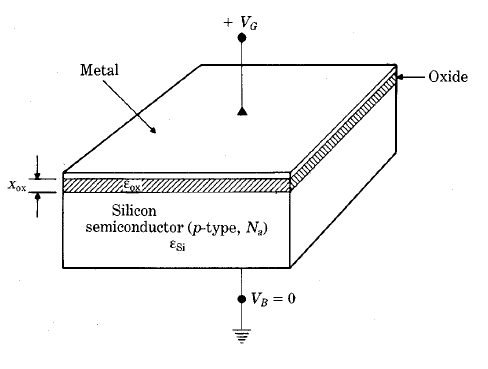 + V_G
Metal
Oxide
x_ox
ε_ox
Silicon
semiconductor (p-type, N_a)
ε_Si
V_B = 0